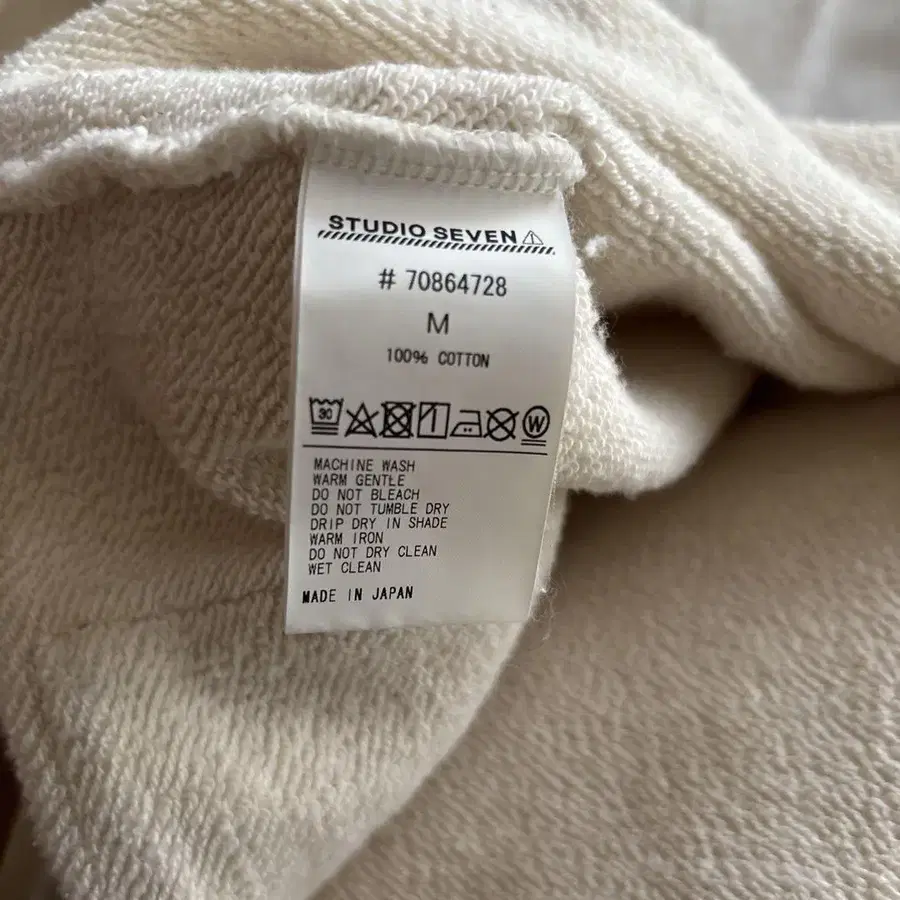 STUDIO SEVEN
# 70864728
M
100% COTTON
30 W
MACHINE WASH
WARM GENTLE
DO NOT BLEACH
DO NOT TUMBLE DRY
DRIP DRY IN SHADE
WARM IRON
DO NOT DRY CLEAN
WET CLEAN
MADE IN JAPAN